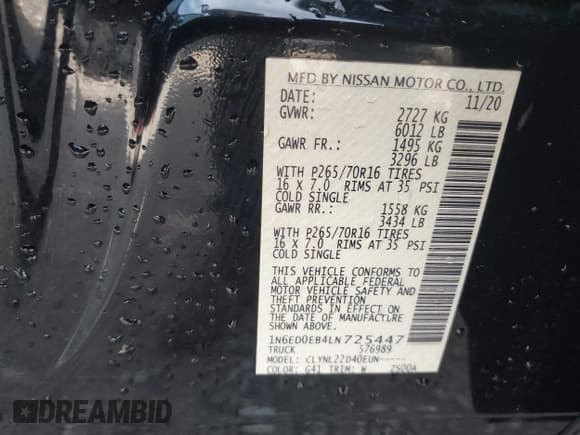 MFD BY NISSAN MOTOR CO., LTD.
DATE: 11/20
GVWR: 2727 KG
6012 LB
GAWR FR.: 1495 KG
3296 LB
WITH P265/70R16 TIRES
16 X 7.0 RIMS AT 35 PSI
COLD SINGLE
GAWR RR.: 1558 KG
3434 LB
WITH P265/70R16 TIRES
16 X 7.0 RIMS AT 35 PSI
COLD SINGLE
THIS VEHICLE CONFORMS TO
ALL APPLICABLE FEDERAL
MOTOR VEHICLE SAFETY AND
THEFT PREVENTION
STANDARDS IN EFFECT ON
THE DATE OF MANUFACTURE
SHOWN ABOVE.
1N6ED0EB4LN725447
TRUCK 576989
MODEL: CLYNL22D40EUN-----
COLOR: G41 TRIM: W
DREAMBID